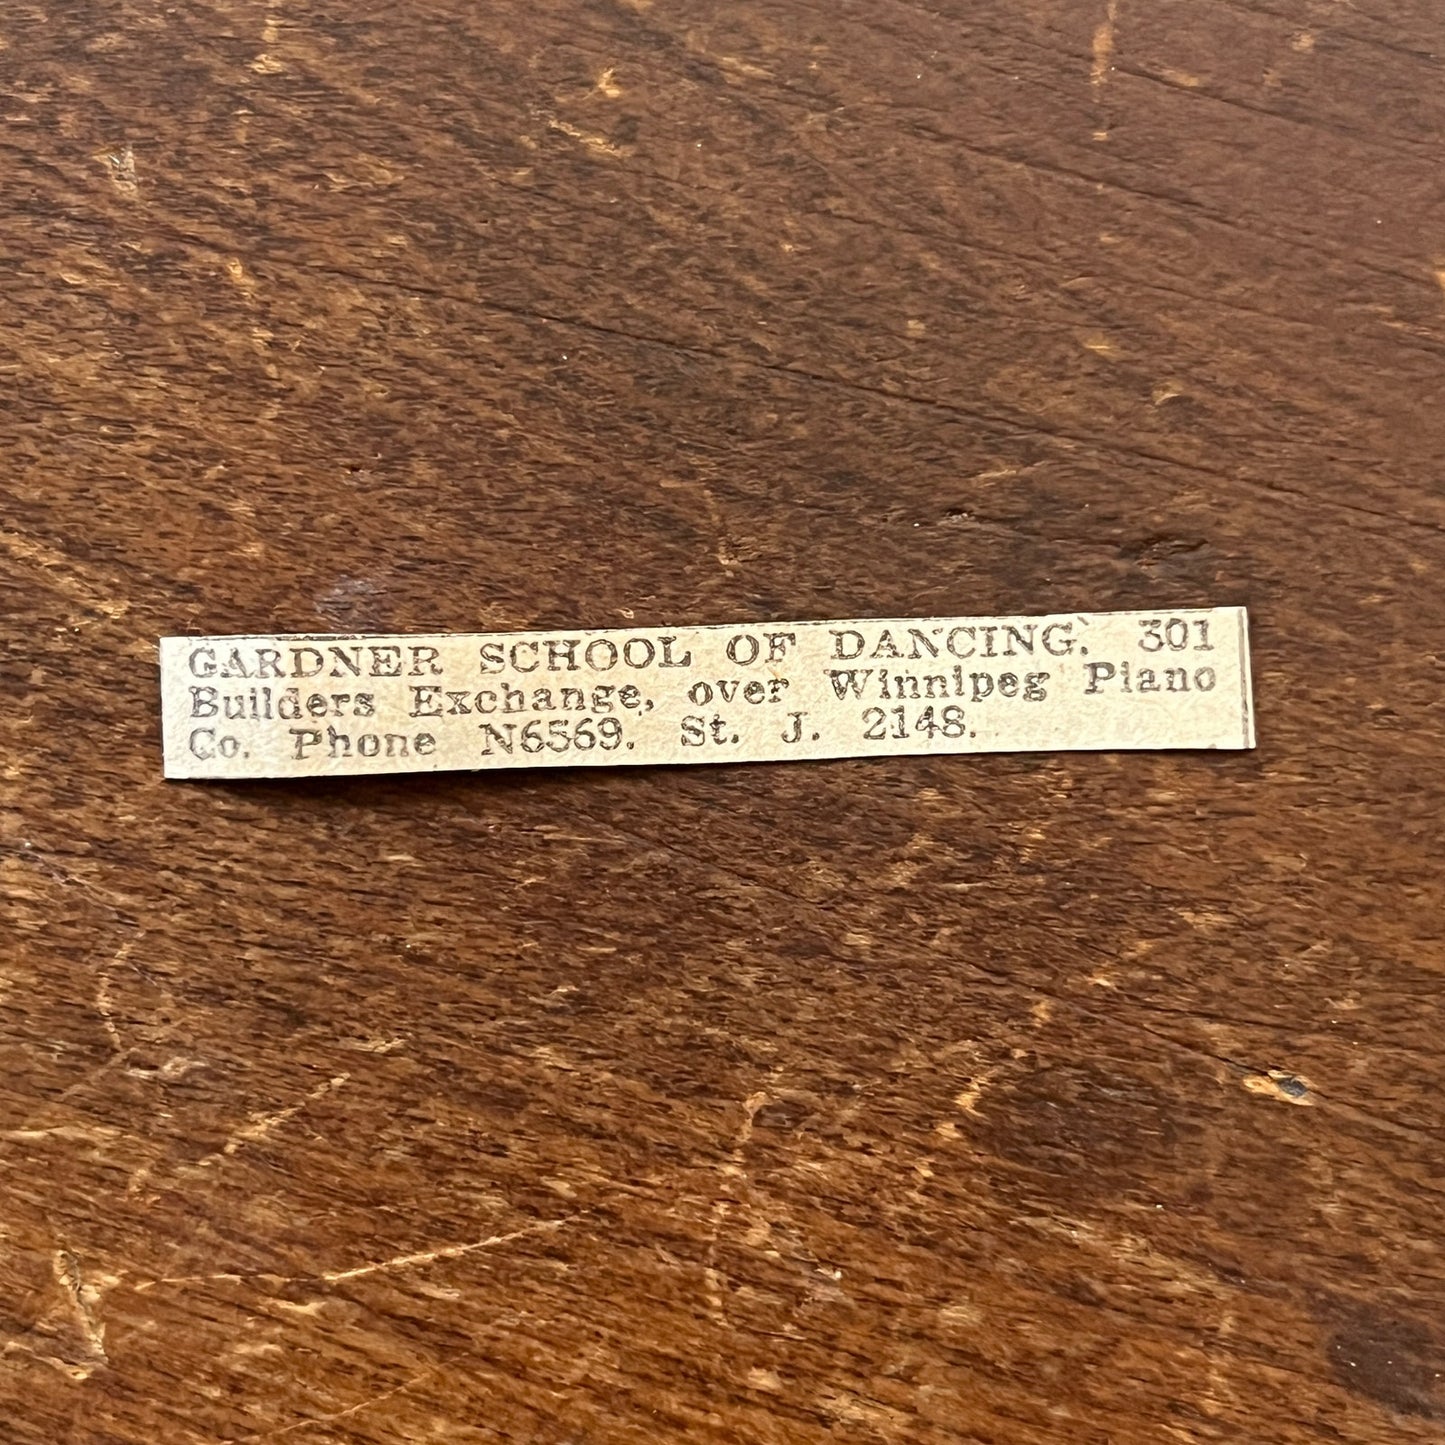 GARDNER SCHOOL OF DANCING. 301
Builders Exchange, over Winnipeg Piano
Co. Phone N6569. St. J. 2148.